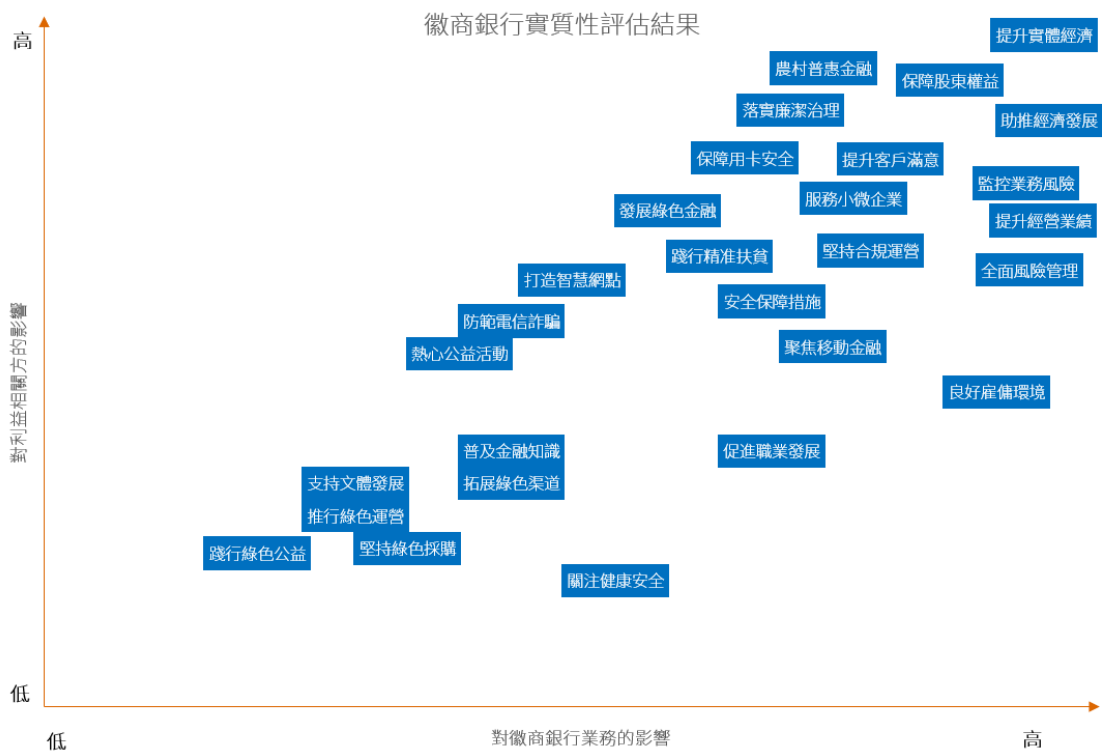 徽商銀行實質性評估結果
高
提升實體經濟
農村普惠金融
保障股東權益
落實廉潔治理
助推經濟發展
保障用卡安全
提升客戶滿意
監控業務風險
服務小微企業
發展綠色金融
提升經營業績
踐行精准扶貧
堅持合規運營
全面風險管理
打造智慧網點
安全保障措施
防範電信詐騙
聚焦移動金融
熱心公益活動
對利益相關方的影響
良好雇傭環境
普及金融知識
促進職業發展
支持文體發展
拓展綠色渠道
推行綠色運營
踐行綠色公益
堅持綠色採購
關注健康安全
低
低
對徽商銀行業務的影響
高